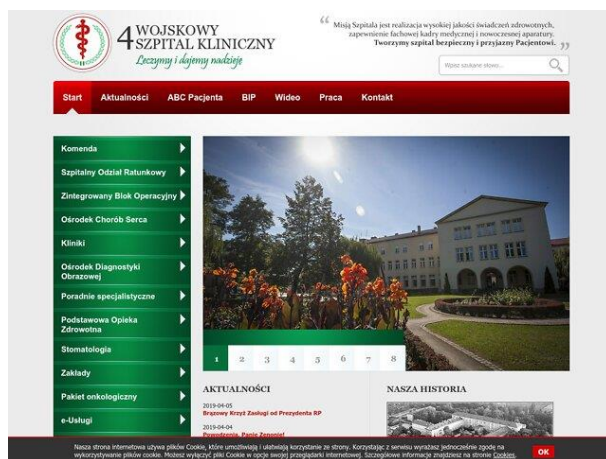 4 WOJSKOWY
SZPITAL KLINICZNY
Leczymy i dajemy nadzieję
“ Misją Szpitala jest realizacja wysokiej jakości świadczeń zdrowotnych,
zapewnienie fachowej kadry medycznej i nowoczesnej aparatury.
Tworzymy szpital bezpieczny i przyjazny Pacjentowi. ”
Wpisz szukane słowo...
Start Aktualności ABC Pacjenta BIP Wideo Praca Kontakt
Komenda
Szpitalny Odział Ratunkowy
Zintegrowany Blok Operacyjny
Ośrodek Chorób Serca
Kliniki
Ośrodek Diagnostyki
Obrazowej
Poradnie specjalistyczne
Podstawowa Opieka
Zdrowotna
Stomatologia
Zakłady
Pakiet onkologiczny
e-Usługi
1 2 3 4 5 6 7 8
AKTUALNOŚCI
2019-04-05
Brązowy Krzyż Zasługi od Prezydenta RP
2019-04-04
Powodzenia, Panie Zenonie!
NASZA HISTORIA
Nasza strona internetowa używa plików Cookie, które umożliwiają i ułatwiają korzystanie ze strony. Korzystając z serwisu wyrażasz jednocześnie zgodę na
wykorzystywanie plików cookie. Możesz wyłączyć pliki Cookie w opcje swojej przeglądarki internetowej. Szczegółowe informacje znajdziesz na stronie Cookies.
OK